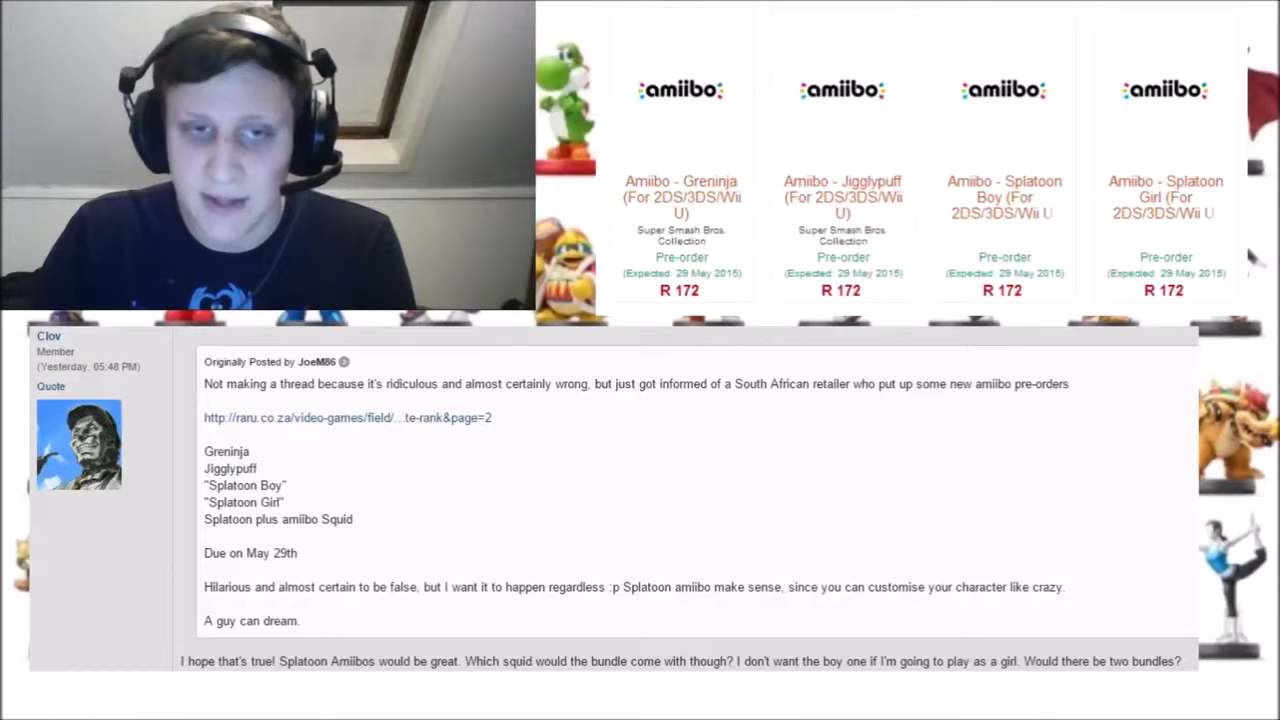 amiibo
Amiibo - Greninja
(For 2DS/3DS/Wii
U)
Super Smash Bros.
Collection
Pre-order
(Expected: 29 May 2015)
R 172
amiibo
Amiibo - Jigglypuff
(For 2DS/3DS/Wii
U)
Super Smash Bros.
Collection
Pre-order
(Expected: 29 May 2015)
R 172
amiibo
Amiibo - Splatoon
Boy (For
2DS/3DS/Wii U
Pre-order
(Expected: 29 May 2015)
R 172
amiibo
Amiibo - Splatoon
Girl (For
2DS/3DS/Wii U
Pre-order
(Expected: 29 May 2015)
R 172
Clov
Member
(Yesterday, 05:48 PM)
Quote
Originally Posted by JoeM86
Not making a thread because it's ridiculous and almost certainly wrong, but just got informed of a South African retailer who put up some new amiibo pre-orders
http://raru.co.za/video-games/field/...te-rank&page=2
Greninja
Jigglypuff
"Splatoon Boy"
"Splatoon Girl"
Splatoon plus amiibo Squid
Due on May 29th
Hilarious and almost certain to be false, but I want it to happen regardless :p Splatoon amiibo make sense, since you can customise your character like crazy.
A guy can dream.
I hope that's true! Splatoon Amiibos would be great. Which squid would the bundle come with though? I don't want the boy one if I'm going to play as a girl. Would there be two bundles?